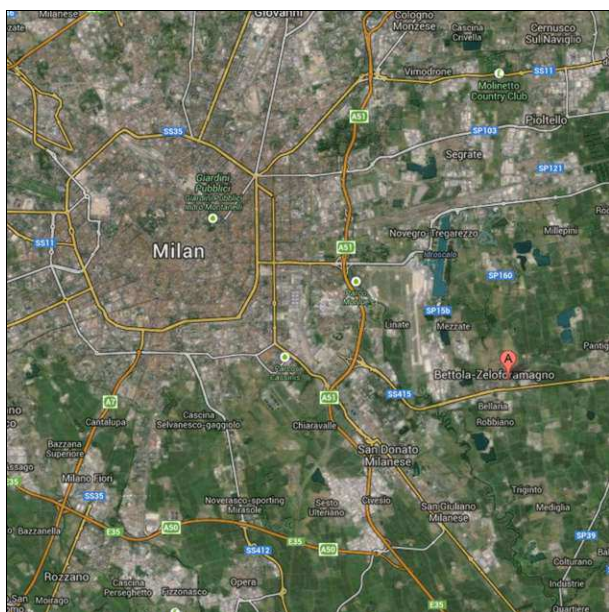 Milanese
Giovanni
Cologno
Monzese
Cascina
Crivella
Cernusco
Sul Naviglio
Vimodrone
SS11
Molinetto
Country Club
A51
Pioltello
SS35
SP103
Segrate
Giardini
Pubblici
SP121
SS11
Milan
A51
Novegro-Tregarezzo
Millepini
Idroscalo
SP160
SP15b
Linate
Mezzate
A
Bettola-Zeloforamagno
SS415
A51
A7
Bellaria
Robbiano
Cantalupa
Cascina
Selvanesco-gaggiolo
Chiaravalle
Bazzana
Superiore
San Donato
Milanese
Assago
E35
Milano Fiori
SS35
Noverasco-sporting
Mirasole
Sesto
Ulteriano
Civesio
San Giuliano
Milanese
Triginto
Mediglia
Bazzanella
E35
A50
E35
A50
SS412
SP39
Colturano
Rozzano
Moirago
Cascina
Persegnetto
Fizzonasco
Opera
E35
Industrie
Quartiere